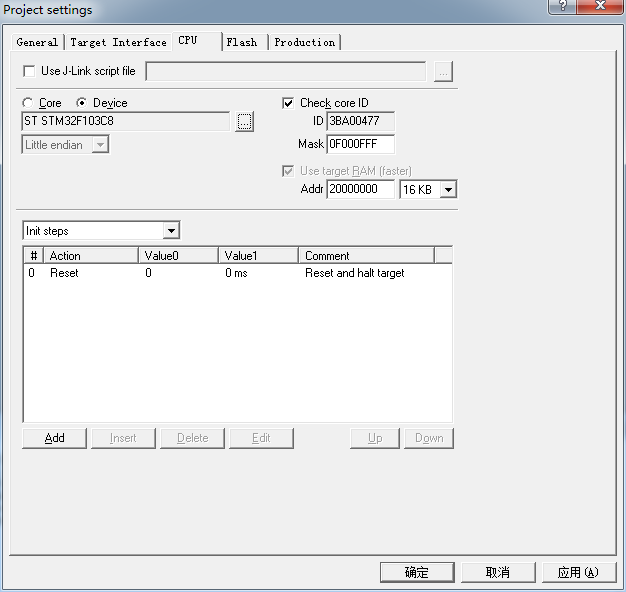 Project settings
General Target Interface CPU Flash Production
Use J-Link script file ...
Core Device Check core ID
ST STM32F103C8 ... ID 3BA00477
Little endian Mask 0F000FFF
Use target RAM (faster)
Addr 20000000 16 KB
Init steps
# Action Value0 Value1 Comment
0 Reset 0 0 ms Reset and halt target
Add Insert Delete Edit Up Down
确定 取消 应用(A)